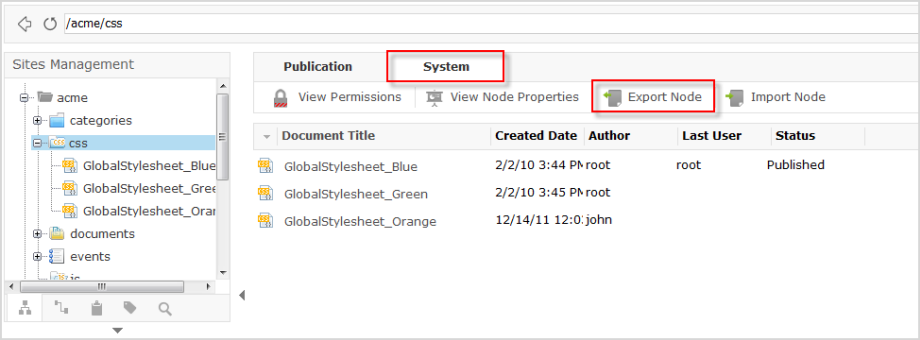 /acme/css
Sites Management
acme
categories
css
GlobalStylesheet_Blue
GlobalStylesheet_Gree
GlobalStylesheet_Oran
documents
events
js
Publication System
View Permissions View Node Properties Export Node Import Node
Document Title Created Date Author Last User Status
GlobalStylesheet_Blue 2/2/10 3:44 PM root root Published
GlobalStylesheet_Green 2/2/10 3:45 PM root
GlobalStylesheet_Orange 12/14/11 12:0 john